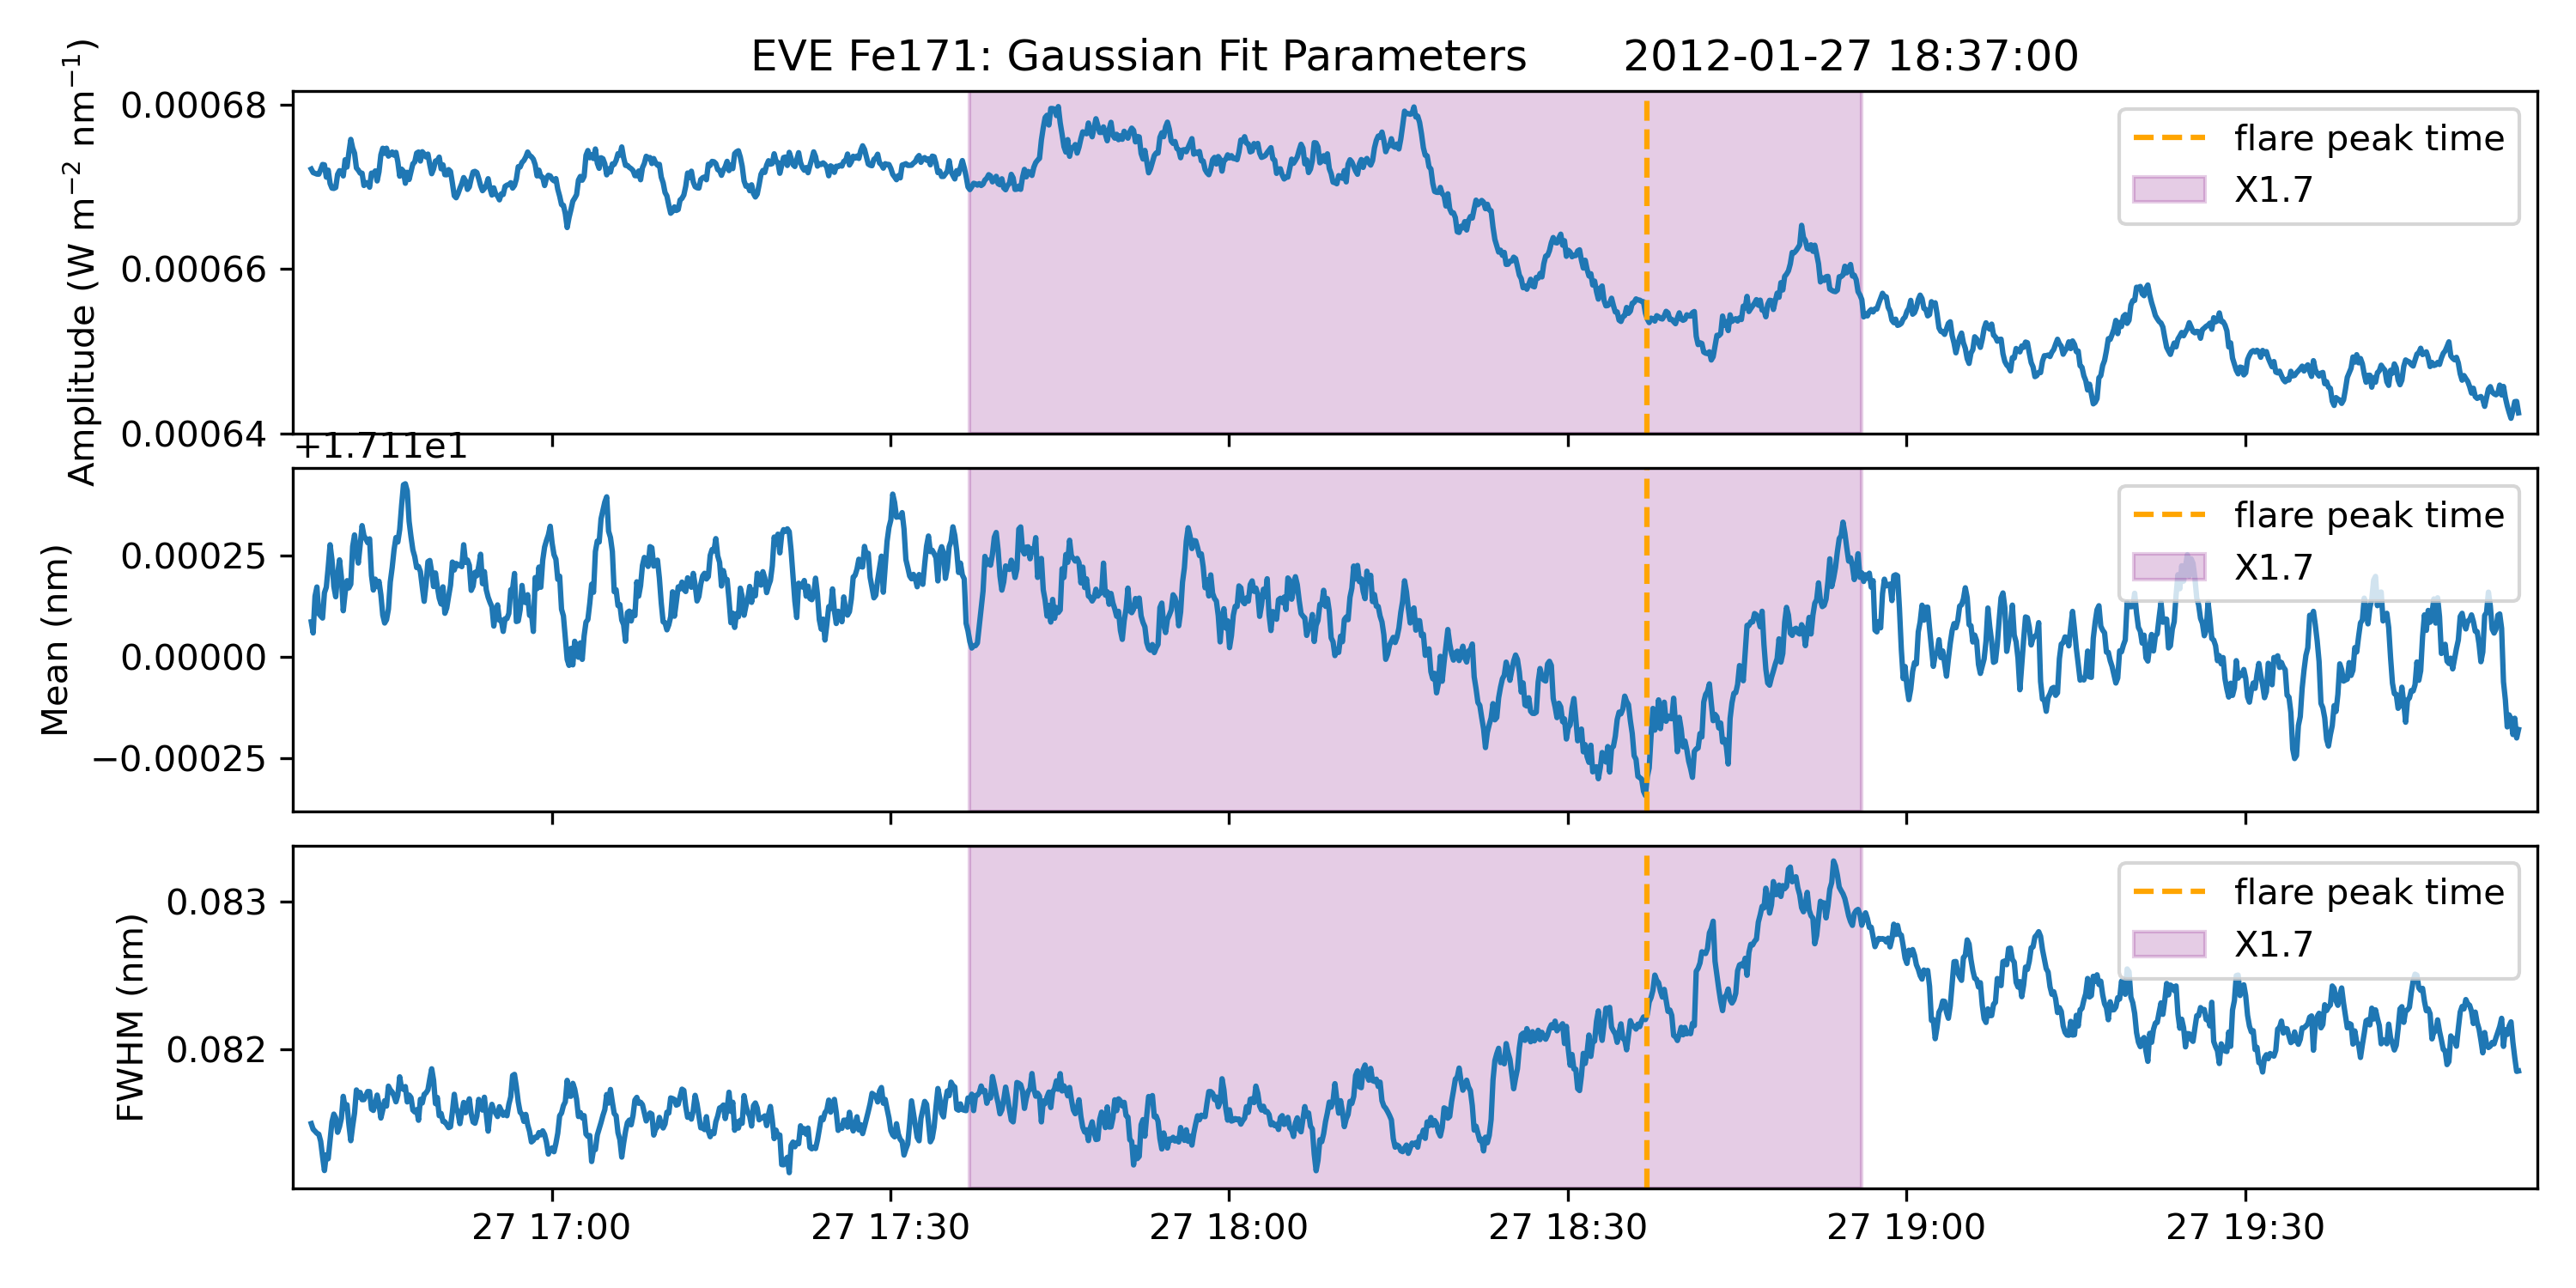 EVE Fe171: Gaussian Fit Parameters 2012-01-27 18:37:00
Amplitude (W m⁻² nm⁻¹)
0.00068
0.00066
0.00064
flare peak time
X1.7
+1.711e1
Mean (nm)
0.00025
0.00000
−0.00025
flare peak time
X1.7
FWHM (nm)
0.083
0.082
flare peak time
X1.7
27 17:00 27 17:30 27 18:00 27 18:30 27 19:00 27 19:30